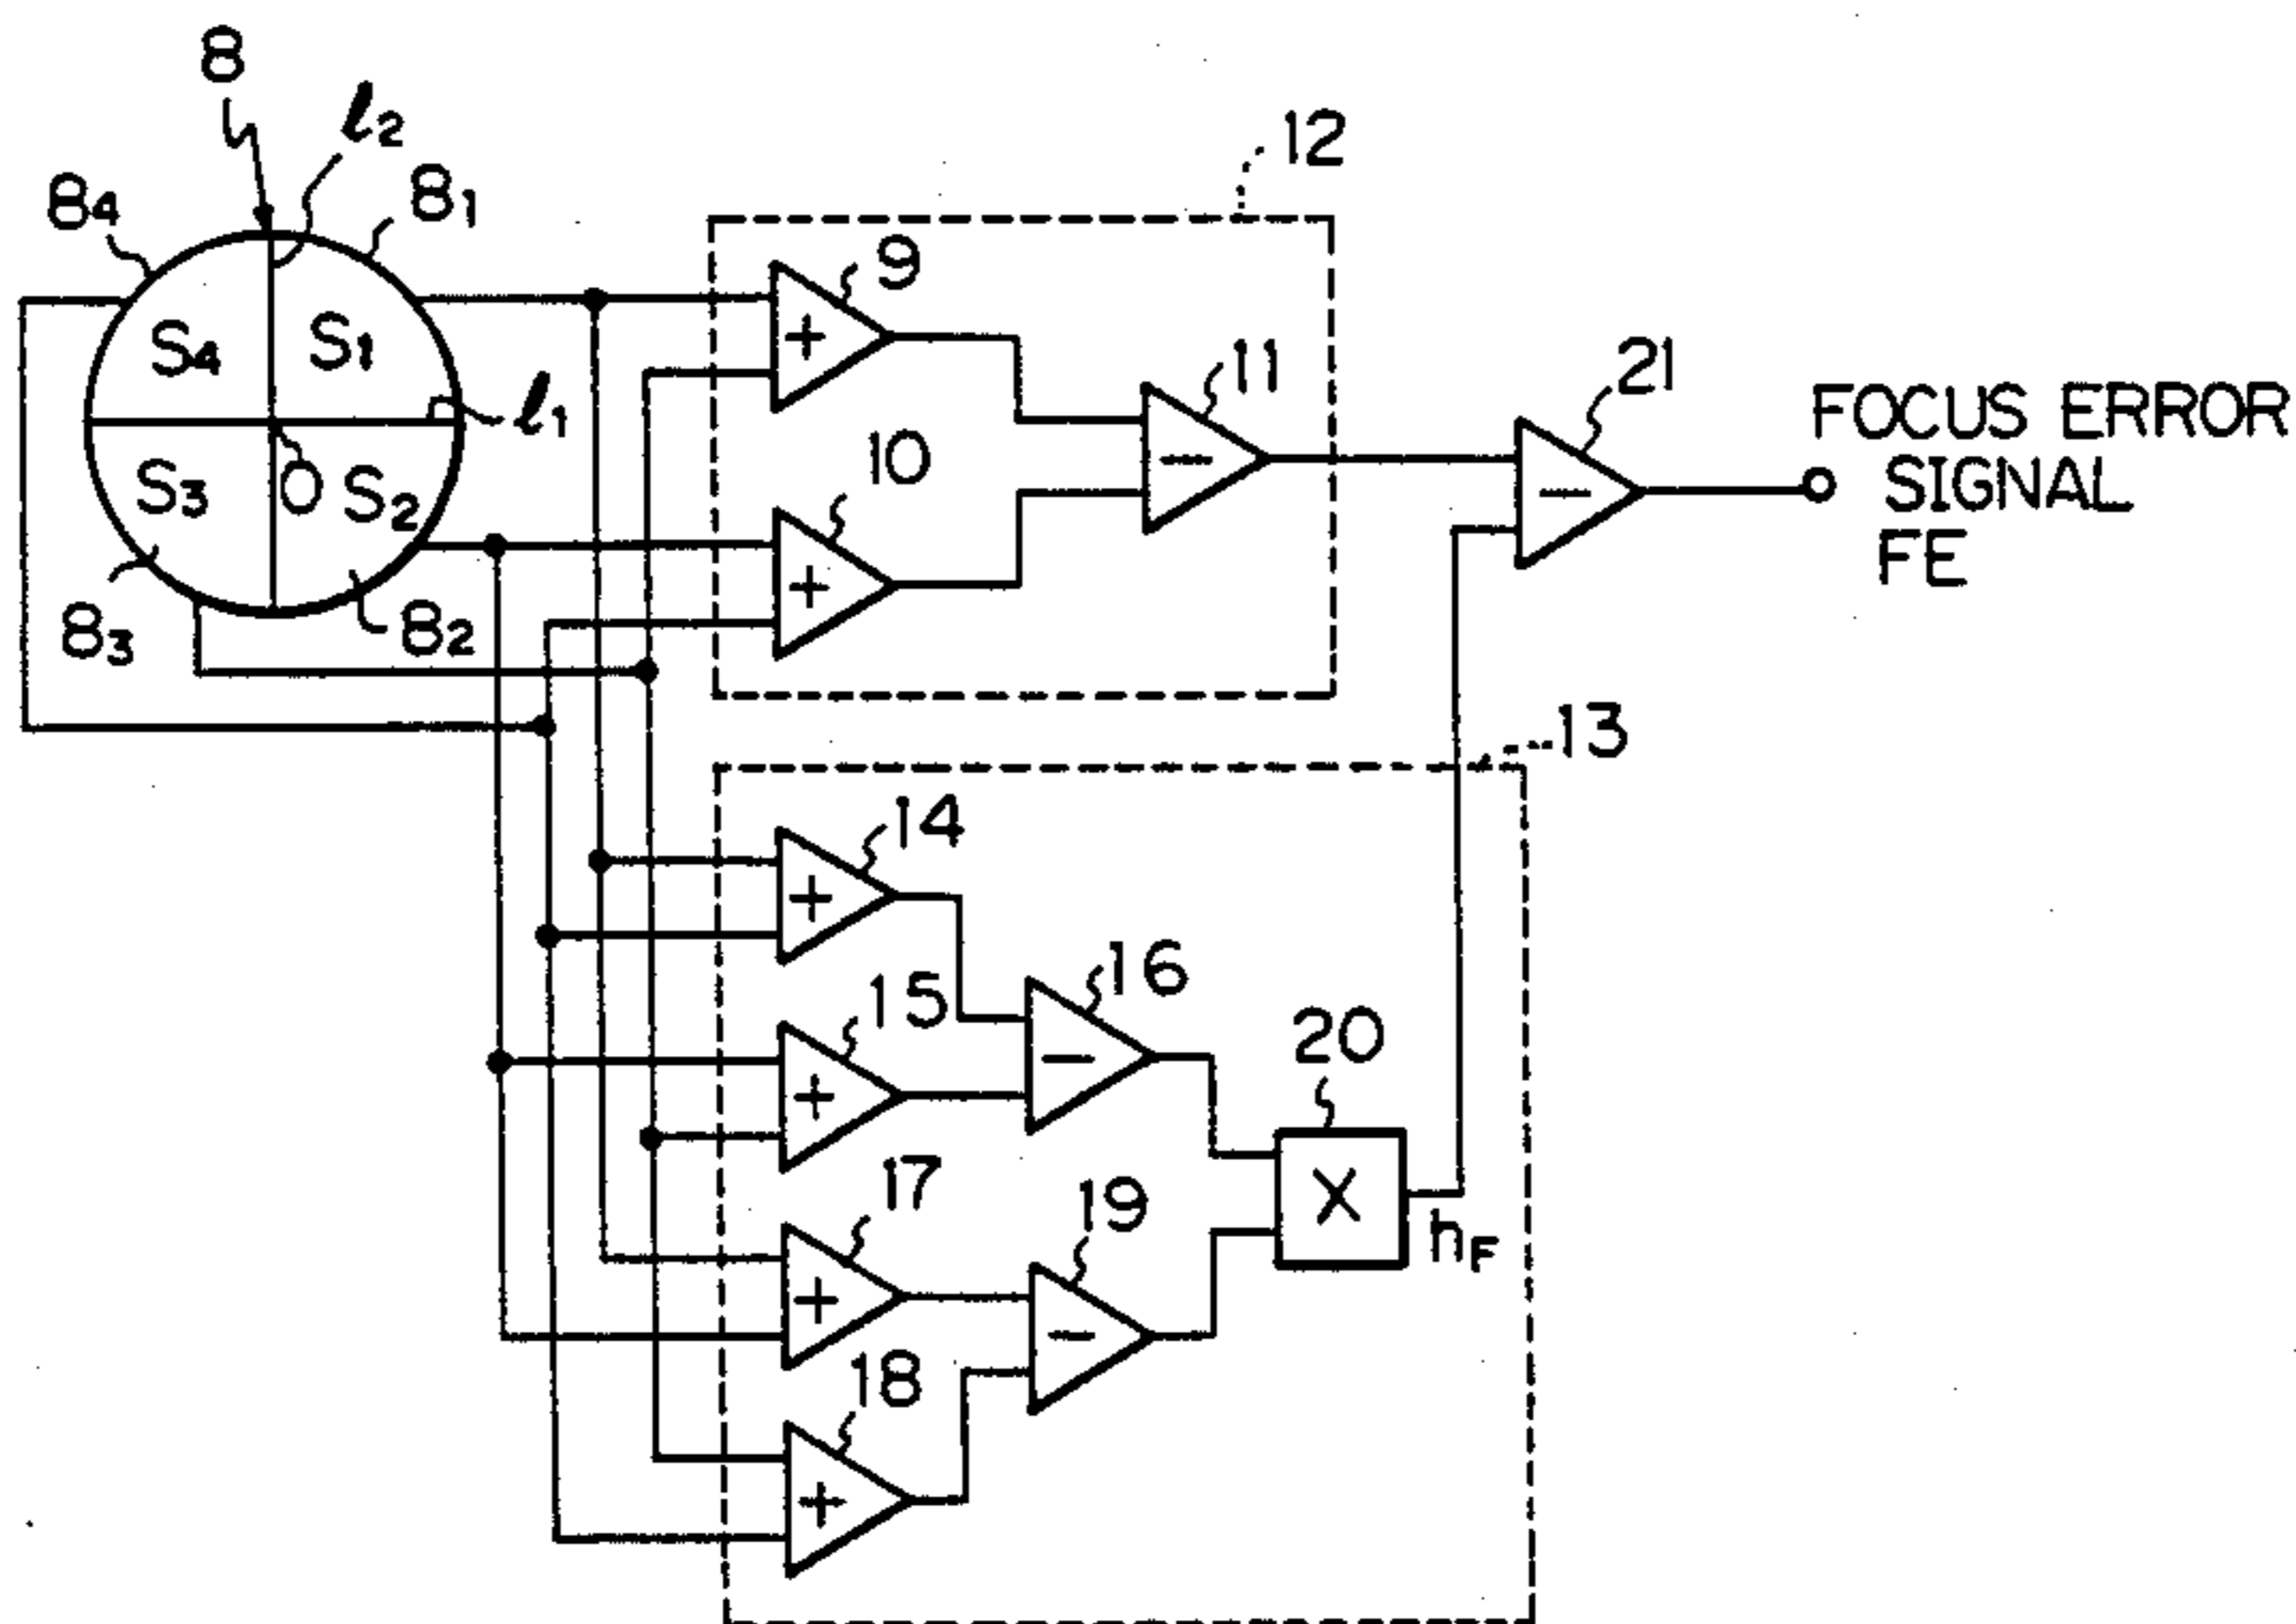 8
l2
84
81
12
9
S4
S1
11
21
l1
10
FOCUS ERROR
SIGNAL
FE
S3
O
S2
83
82
13
14
16
15
20
17
19
X
hF
18
+
+
−
−
+
+
−
+
−
+